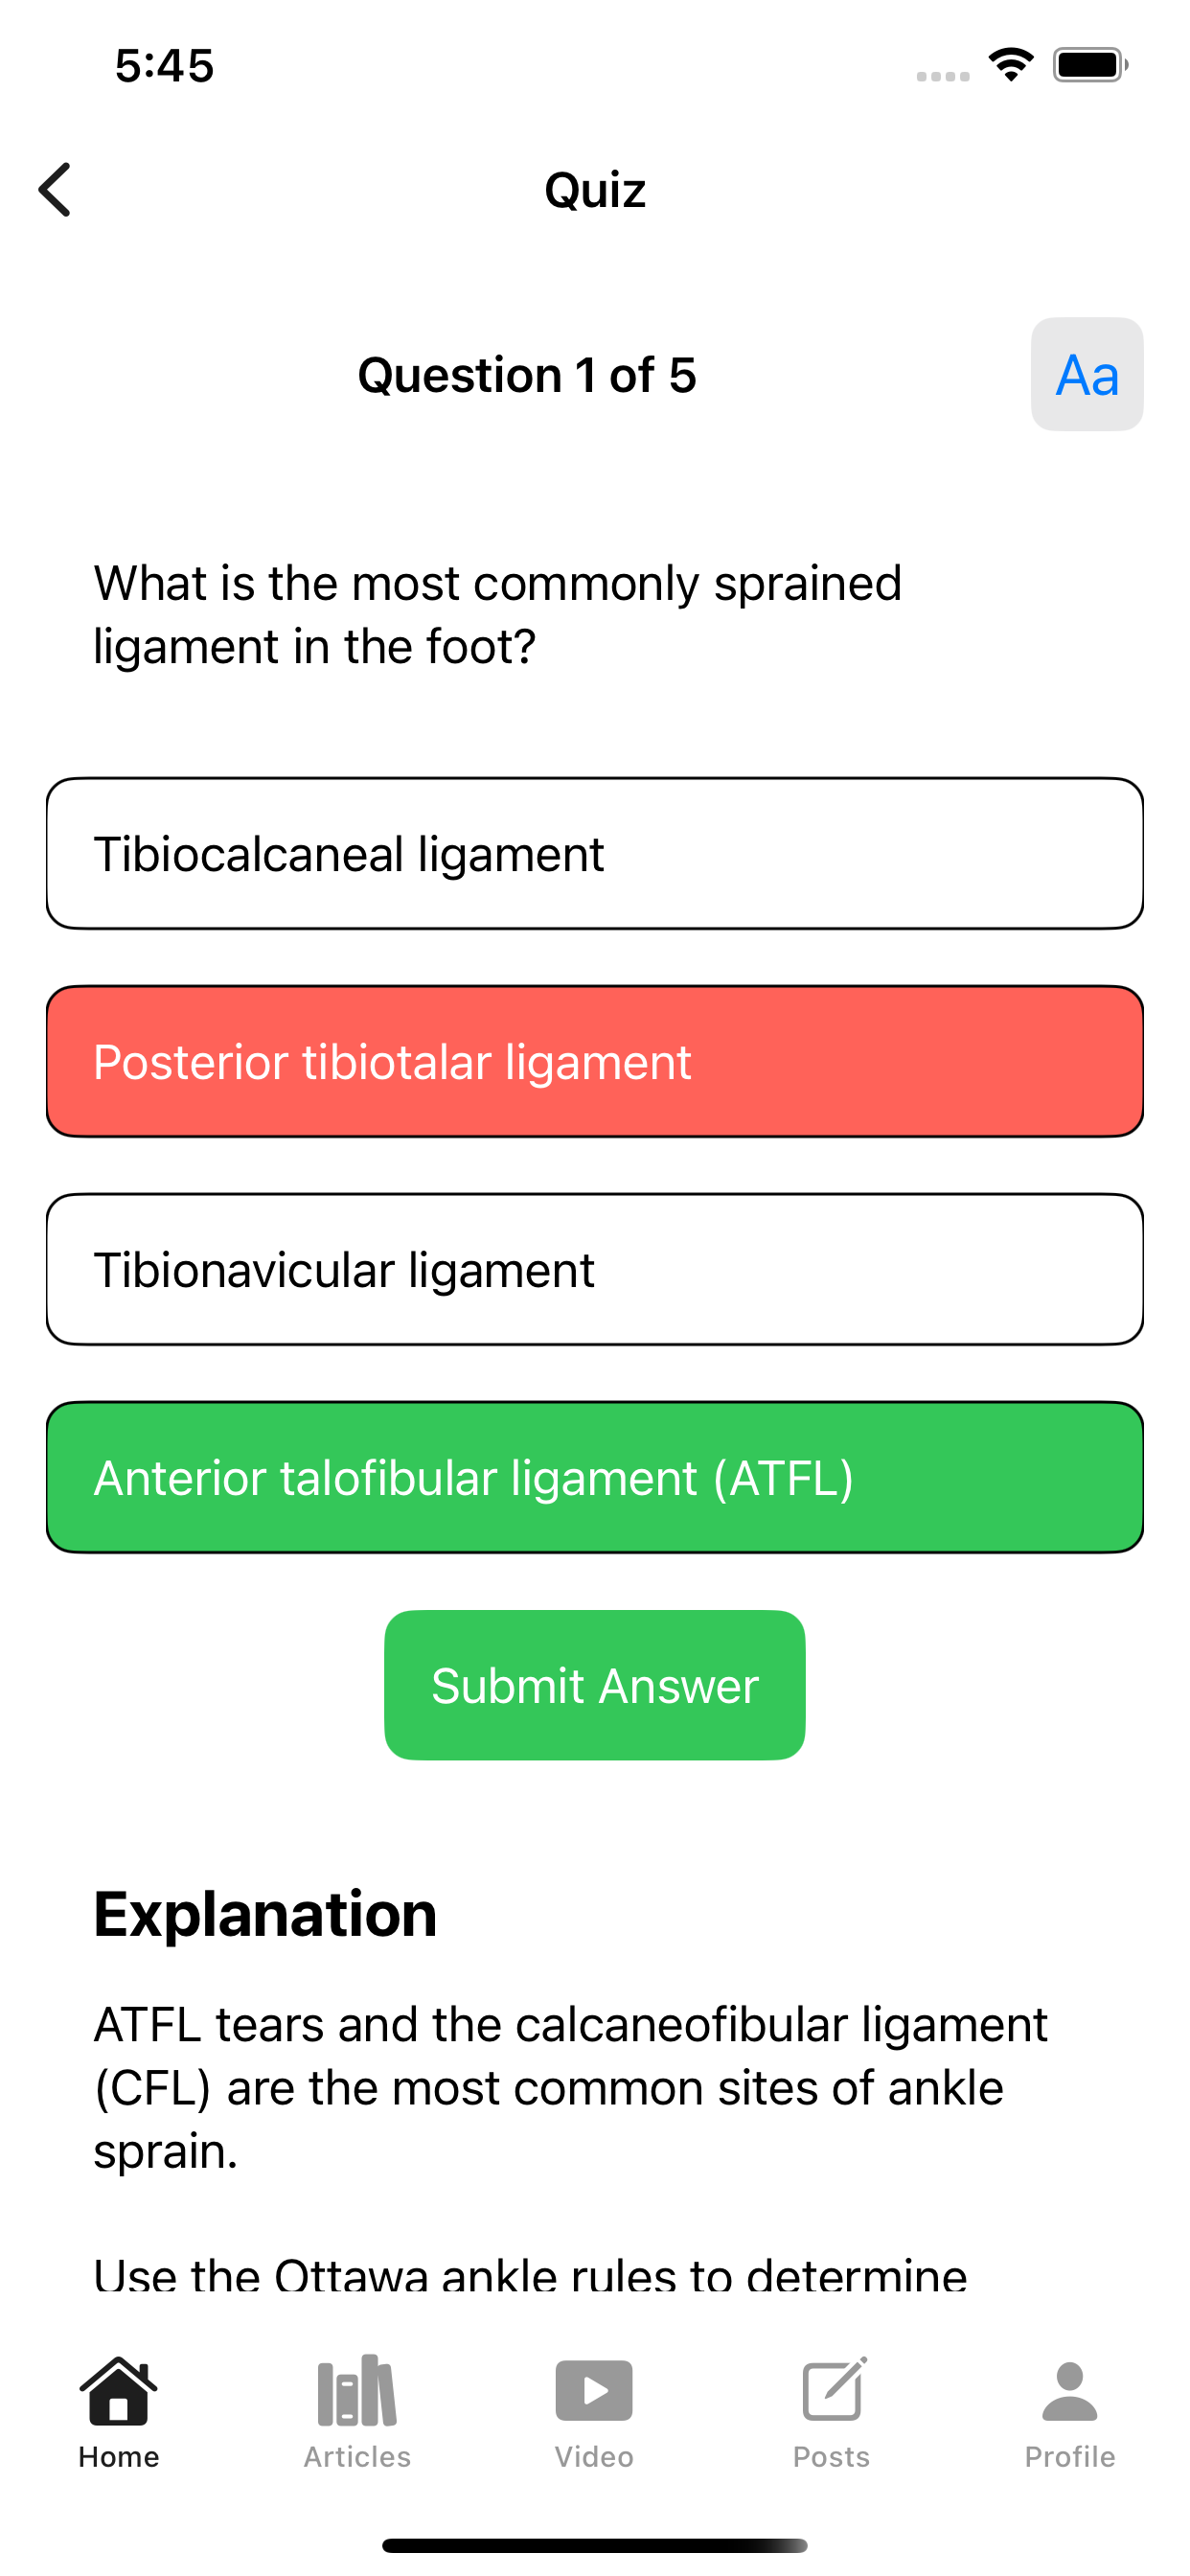 5:45
Quiz
Question 1 of 5
Aa
What is the most commonly sprained
ligament in the foot?
Tibiocalcaneal ligament
Posterior tibiotalar ligament
Tibionavicular ligament
Anterior talofibular ligament (ATFL)
Submit Answer
Explanation
ATFL tears and the calcaneofibular ligament
(CFL) are the most common sites of ankle
sprain.
Use the Ottawa ankle rules to determine
Home
Articles
Video
Posts
Profile